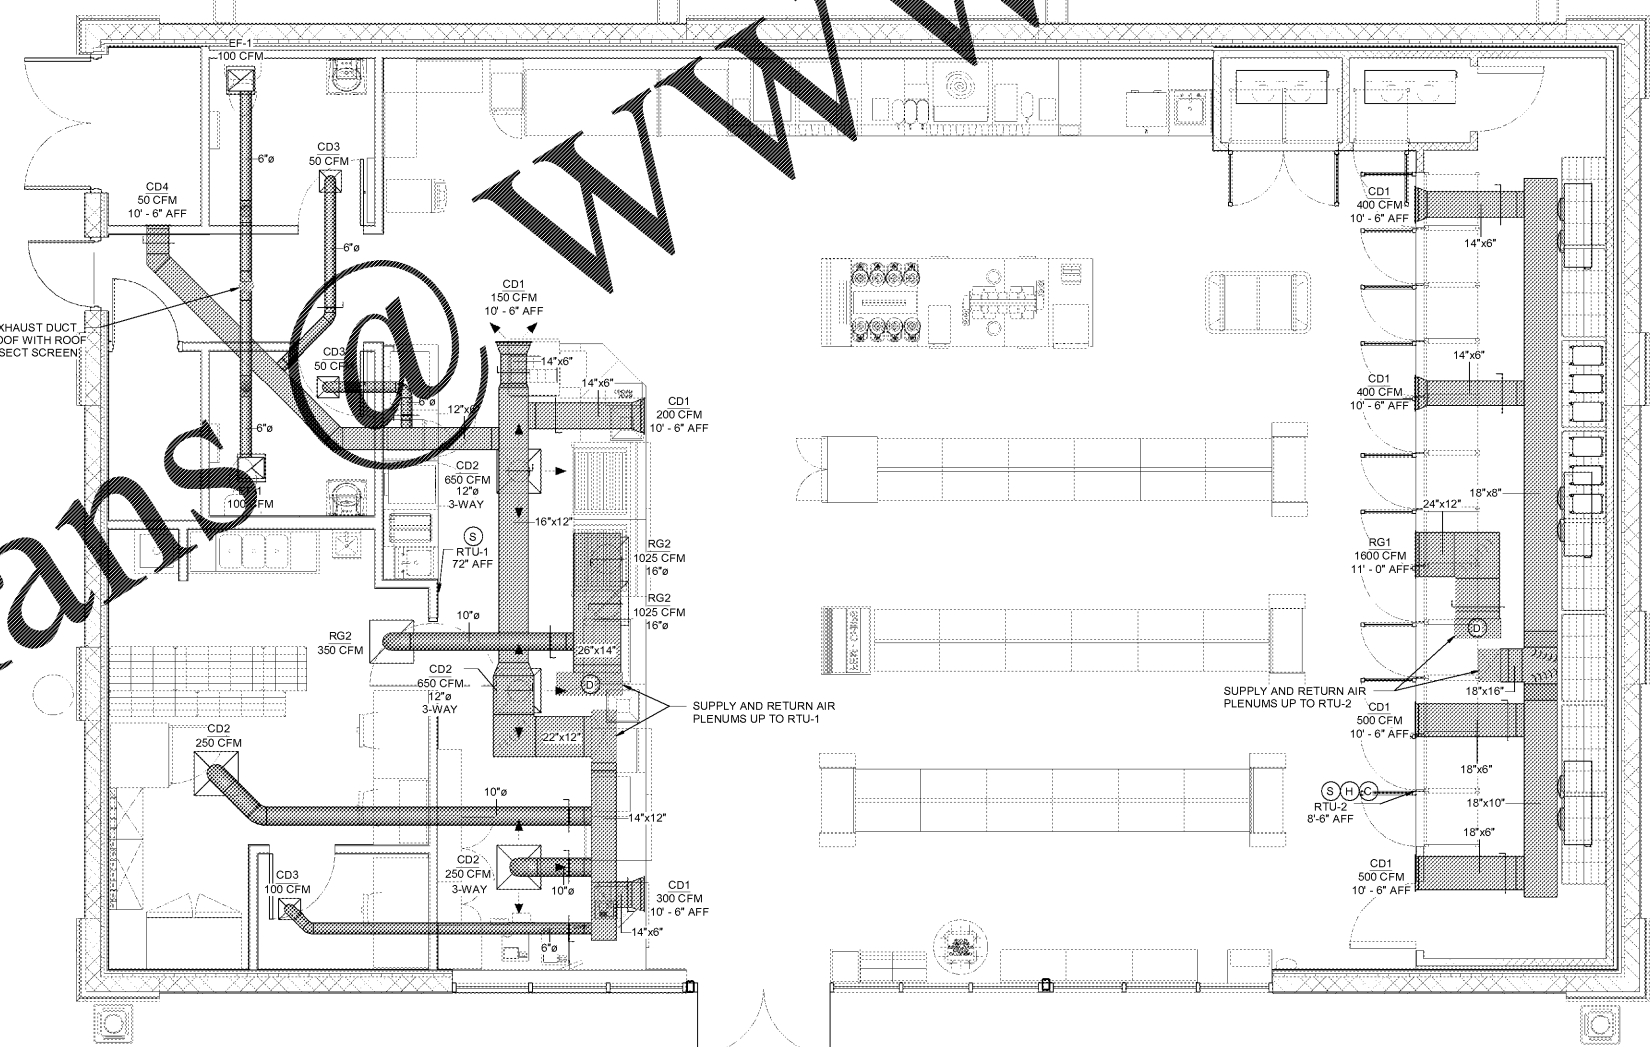 EF-1
100 CFM
6"ø
CD3
50 CFM
CD4
50 CFM
10' - 6" AFF
6"ø
EXHAUST DUCT
ROOF WITH ROOF
SECT SCREEN
CD3
50 CFM
6"ø
12"x6"
6"ø
100 CFM
CD1
150 CFM
10' - 6" AFF
14"x6"
14"x6"
CD1
200 CFM
10' - 6" AFF
CD2
650 CFM
12"ø
3-WAY
16"x12"
S
RTU-1
72" AFF
RG2
1025 CFM
16"ø
RG2
1025 CFM
16"ø
10"ø
RG2
350 CFM
26"x14"
CD2
650 CFM
12"ø
3-WAY
D
SUPPLY AND RETURN AIR
PLENUMS UP TO RTU-1
22"x12"
CD2
250 CFM
10"ø
14"x12"
CD2
250 CFM
3-WAY
10"ø
CD3
100 CFM
CD1
300 CFM
10' - 6" AFF
14"x6"
6"ø
CD1
400 CFM
10' - 6" AFF
14"x6"
14"x6"
CD1
400 CFM
10' - 6" AFF
18"x8"
24"x12"
RG1
1600 CFM
11' - 0" AFF
D
SUPPLY AND RETURN AIR
PLENUMS UP TO RTU-2
18"x16"
CD1
500 CFM
10' - 6" AFF
18"x6"
S H C
RTU-2
8'-6" AFF
18"x10"
18"x6"
CD1
500 CFM
10' - 6" AFF
ans @ www